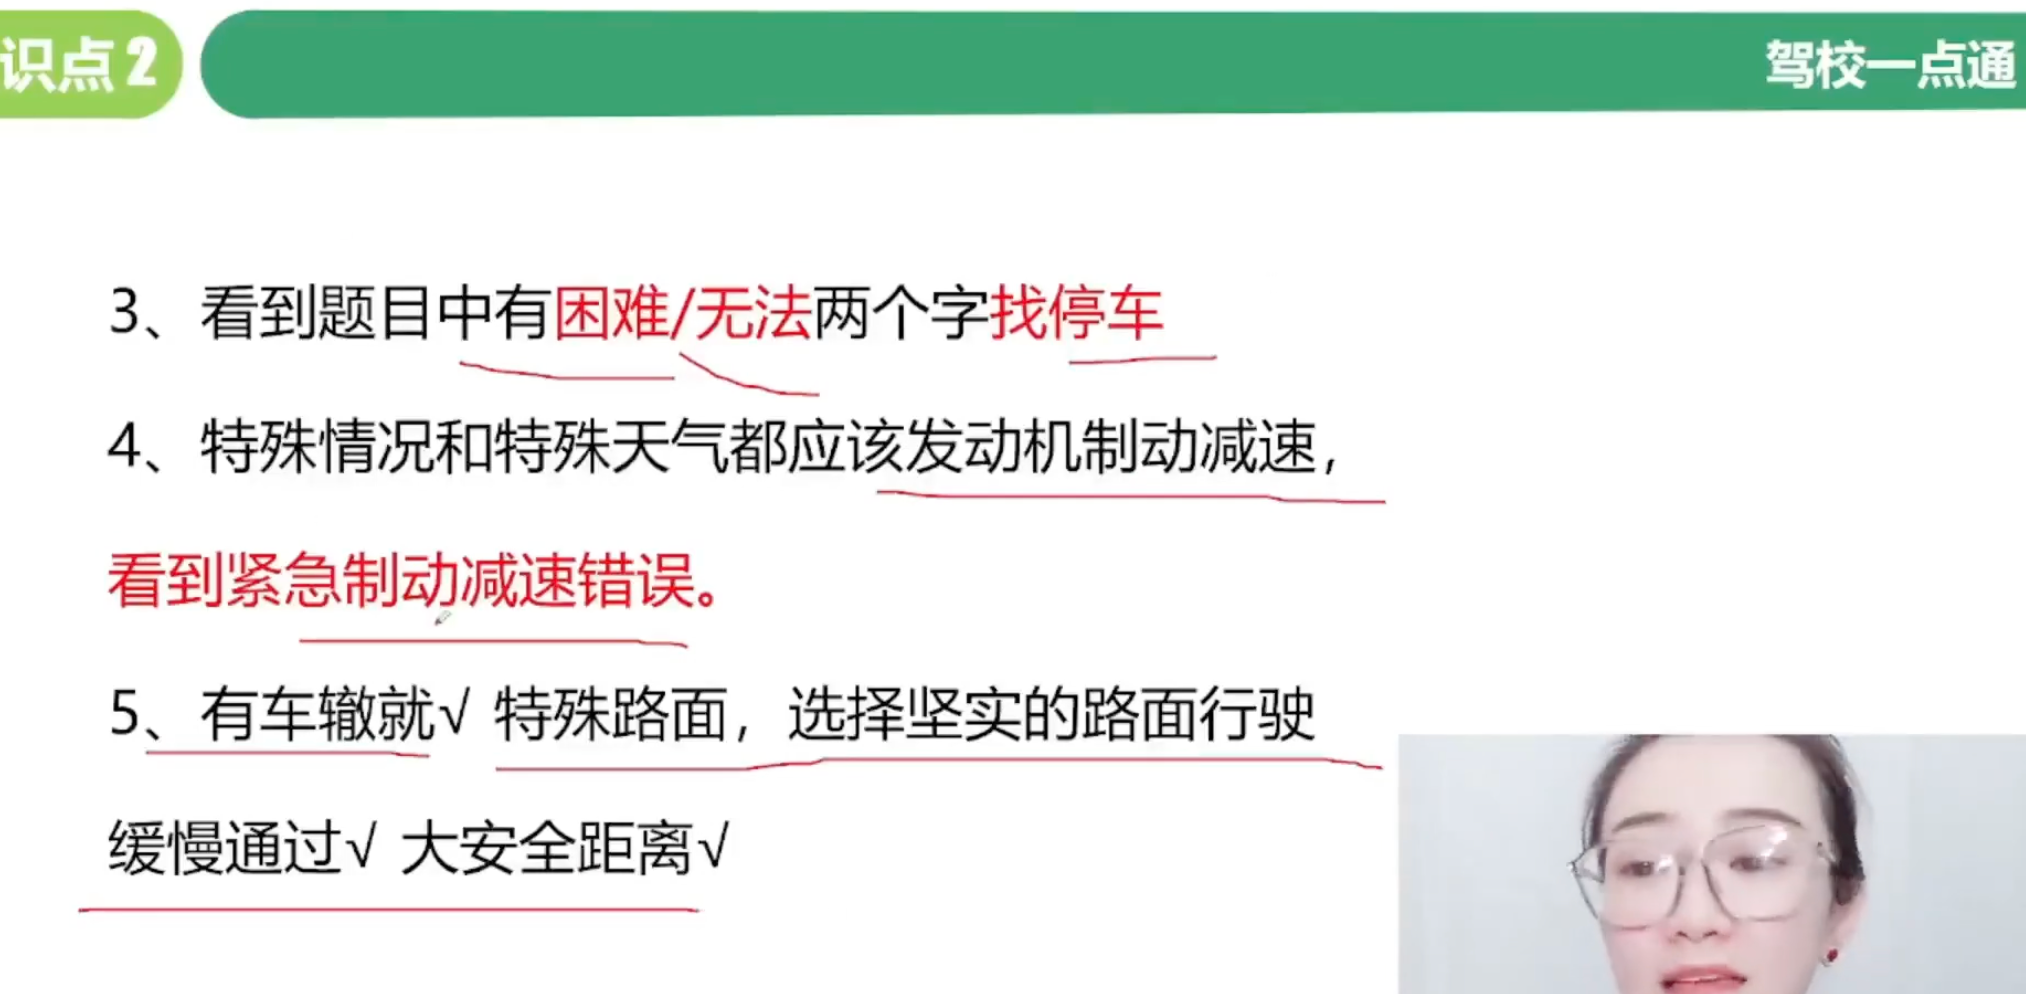 识点2
驾校一点通
3、看到题目中有困难/无法两个字找停车
4、特殊情况和特殊天气都应该发动机制动减速，
看到紧急制动减速错误。
5、有车辙就√ 特殊路面，选择坚实的路面行驶
缓慢通过√ 大安全距离√